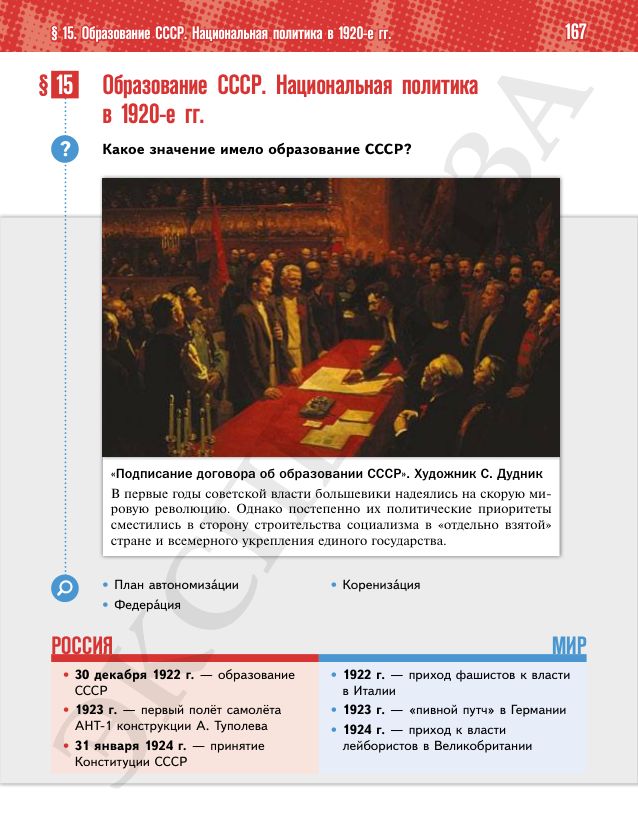 § 15. Образование СССР. Национальная политика в 1920-е гг.
167
§ 15
Образование СССР. Национальная политика
в 1920-е гг.
?
Какое значение имело образование СССР?
«Подписание договора об образовании СССР». Художник С. Дудник
В первые годы советской власти большевики надеялись на скорую ми-
ровую революцию. Однако постепенно их политические приоритеты
сместились в сторону строительства социализма в «отдельно взятой»
стране и всемерного укрепления единого государства.
• План автономиза́ции
• Федера́ция
• Корениза́ция
РОССИЯ
• 30 декабря 1922 г. — образование
СССР
• 1923 г. — первый полёт самолёта
АНТ-1 конструкции А. Туполева
• 31 января 1924 г. — принятие
Конституции СССР
МИР
• 1922 г. — приход фашистов к власти
в Италии
• 1923 г. — «пивной путч» в Германии
• 1924 г. — приход к власти
лейбористов в Великобритании